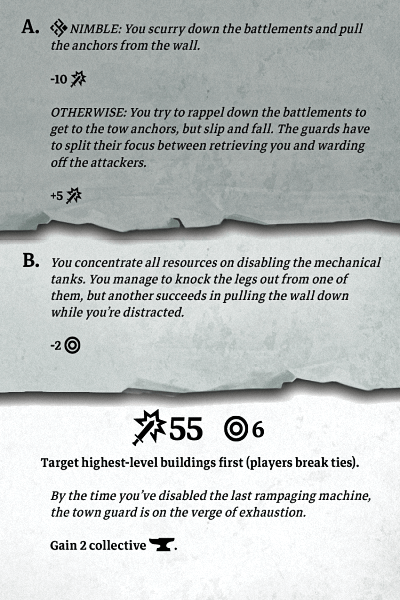 A. NIMBLE: You scurry down the battlements and pull
the anchors from the wall.
-10
OTHERWISE: You try to rappel down the battlements to
get to the tow anchors, but slip and fall. The guards have
to split their focus between retrieving you and warding
off the attackers.
+5
B. You concentrate all resources on disabling the mechanical
tanks. You manage to knock the legs out from one of
them, but another succeeds in pulling the wall down
while you're distracted.
-2
55 6
Target highest-level buildings first (players break ties).
By the time you've disabled the last rampaging machine,
the town guard is on the verge of exhaustion.
Gain 2 collective .